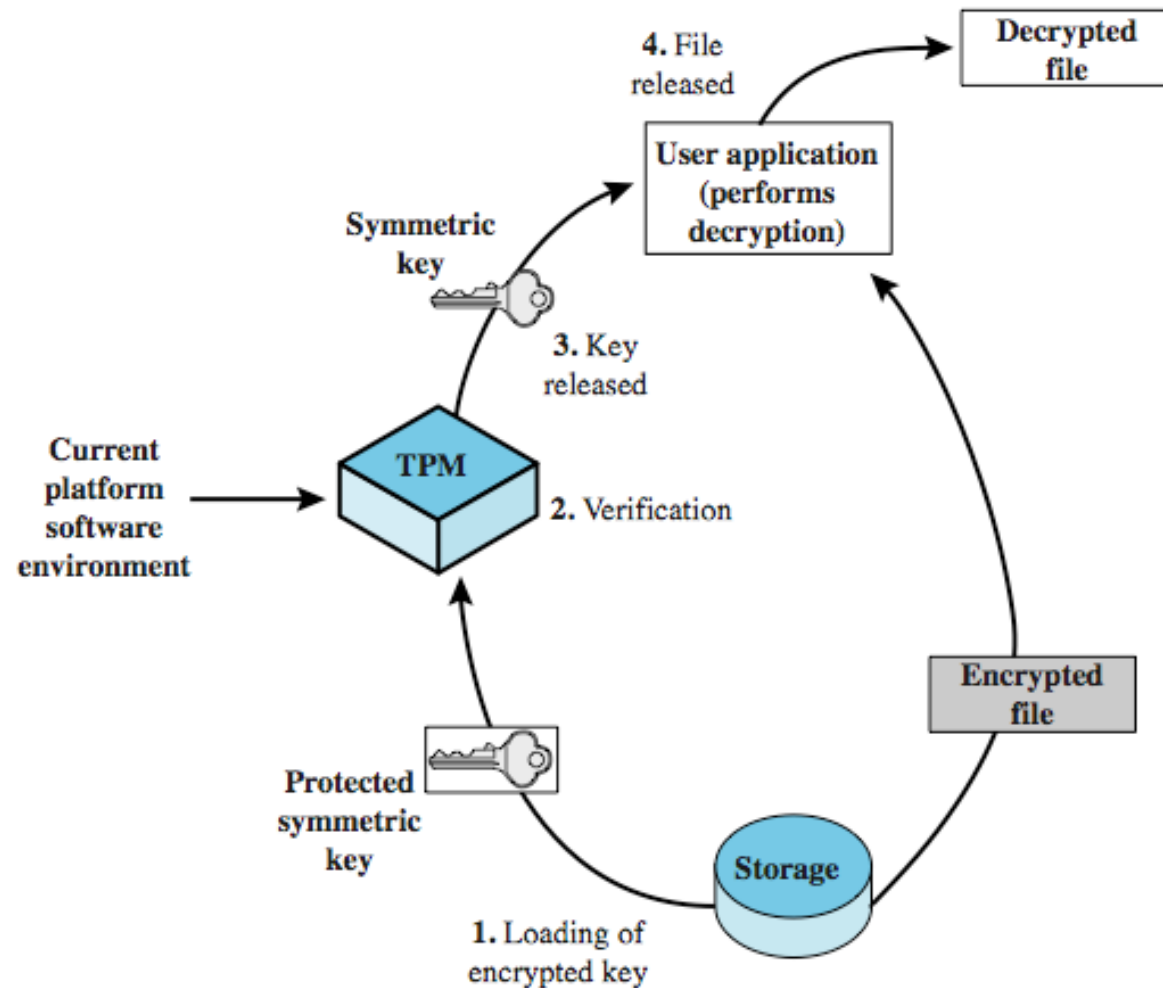 4. File
released
Decrypted
file
User application
(performs
decryption)
Symmetric
key
3. Key
released
Current
platform
software
environment
TPM
2. Verification
Encrypted
file
Protected
symmetric
key
Storage
1. Loading of
encrypted key